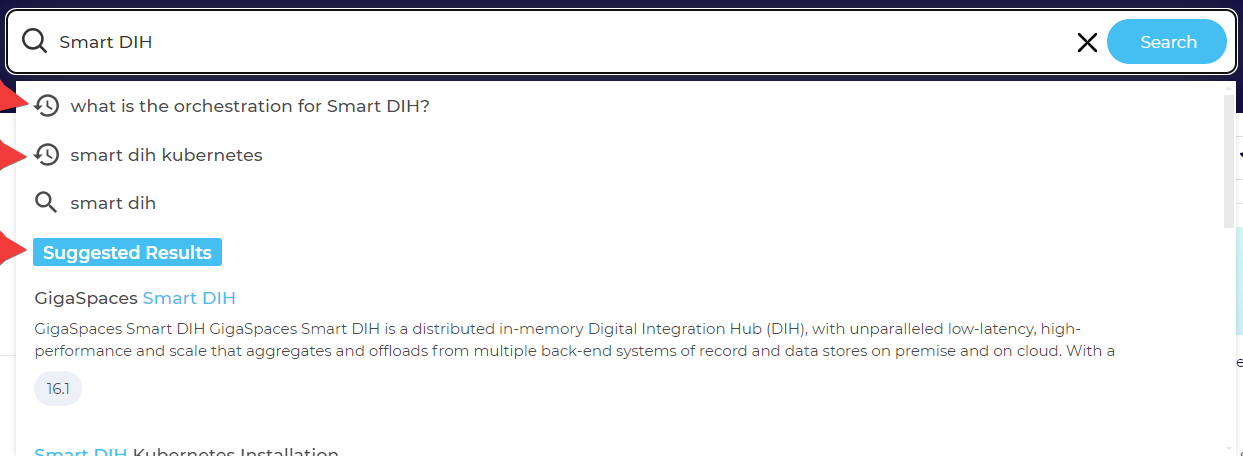 Smart DIH
Search
what is the orchestration for Smart DIH?
smart dih kubernetes
smart dih
Suggested Results
GigaSpaces Smart DIH
GigaSpaces Smart DIH GigaSpaces Smart DIH is a distributed in-memory Digital Integration Hub (DIH), with unparalleled low-latency, high-
performance and scale that aggregates and offloads from multiple back-end systems of record and data stores on premise and on cloud. With a
16.1
Smart DIH Kubernetes Installation